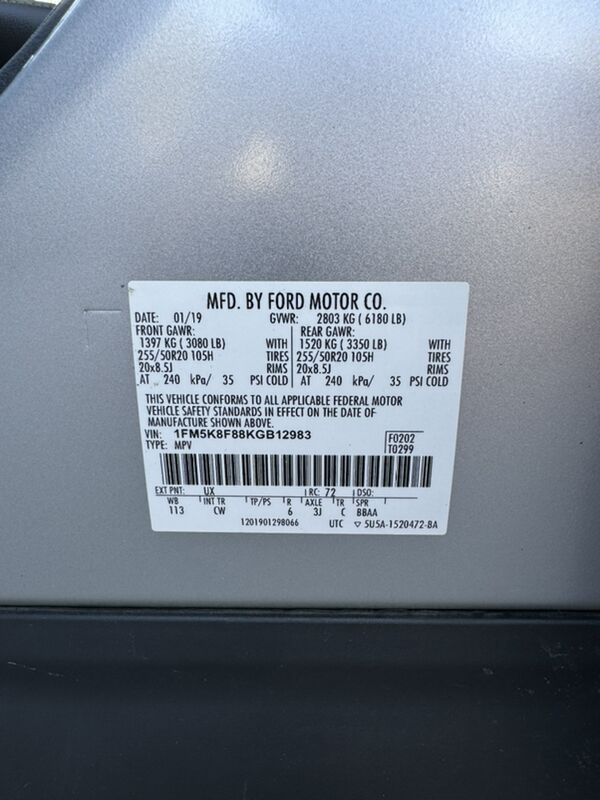 MFD. BY FORD MOTOR CO.
DATE: 01/19 GVWR: 2803 KG ( 6180 LB)
FRONT GAWR: REAR GAWR:
1397 KG ( 3080 LB) WITH 1520 KG ( 3350 LB) WITH
255/50R20 105H TIRES 255/50R20 105H TIRES
20x8.5J RIMS 20x8.5J RIMS
AT 240 kPa/ 35 PSI COLD AT 240 kPa/ 35 PSI COLD
THIS VEHICLE CONFORMS TO ALL APPLICABLE FEDERAL MOTOR
VEHICLE SAFETY STANDARDS IN EFFECT ON THE DATE OF
MANUFACTURE SHOWN ABOVE.
VIN: 1FM5K8F88KGB12983 F0202
TYPE: MPV T0299
EXT PNT: UX RC: 72 DSO:
WB INT TR TP/PS R AXLE TR SPR
113 CW 6 3J C BBAA
1201901298066 UTC ▽ 5U5A-1520472-BA